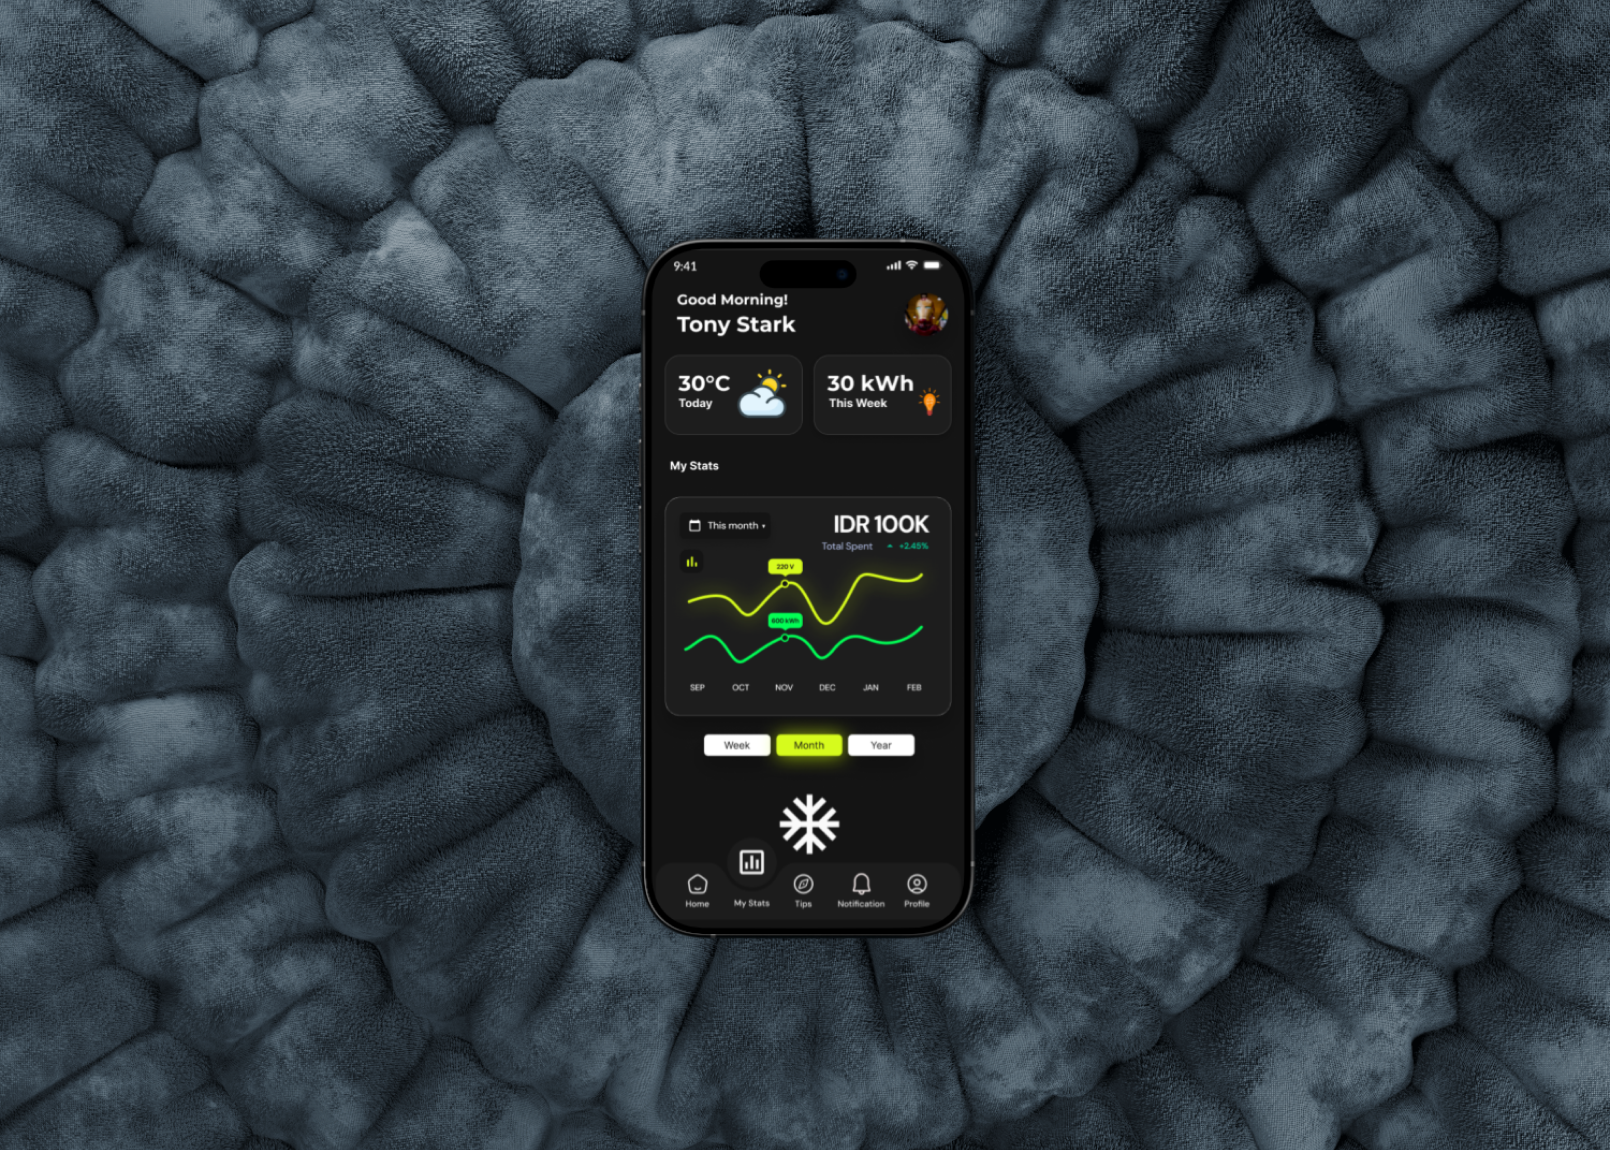 9:41
Good Morning!
Tony Stark
30°C
Today
30 kWh
This Week
My Stats
This month
IDR 100K
Total Spent +2.45%
220 V
600 kWh
SEP OCT NOV DEC JAN FEB
Week Month Year
Home My Stats Tips Notification Profile